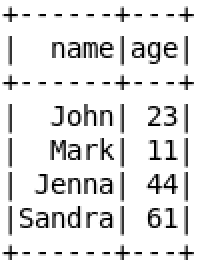 +------+---+
|  name|age|
+------+---+
|  John| 23|
|  Mark| 11|
| Jenna| 44|
|Sandra| 61|
+------+---+